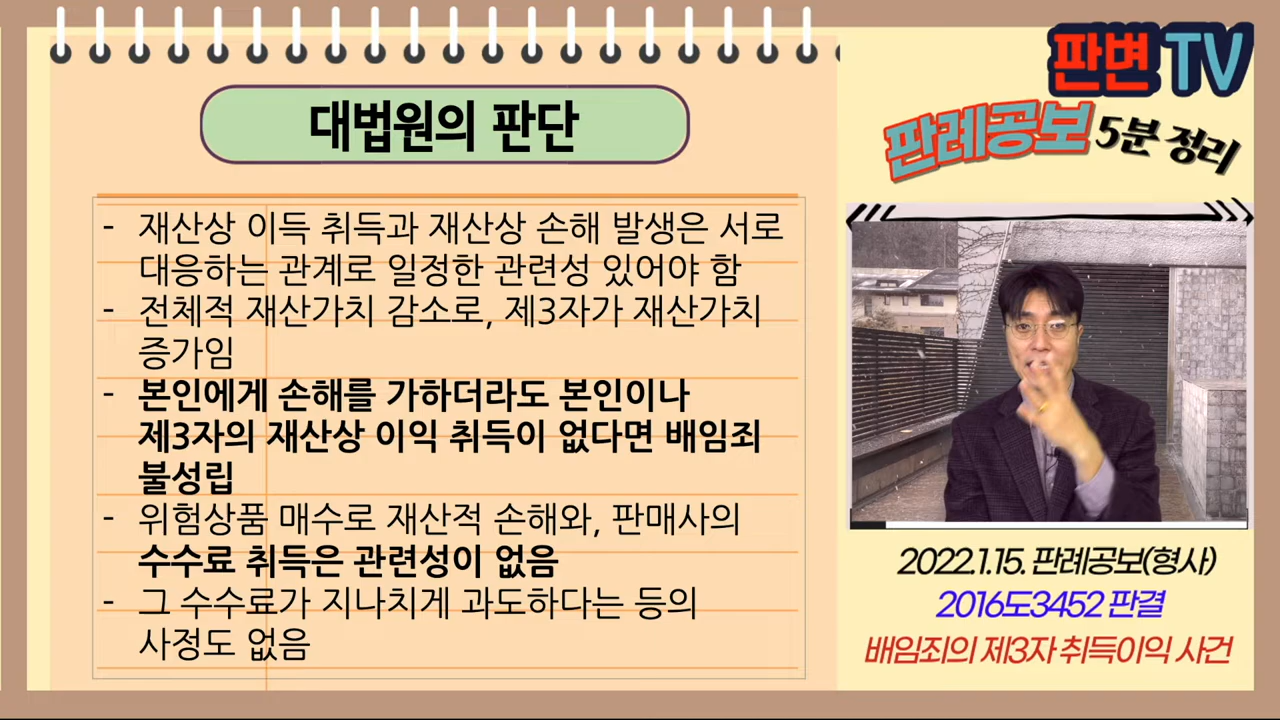 대법원의 판단
- 재산상 이득 취득과 재산상 손해 발생은 서로
대응하는 관계로 일정한 관련성 있어야 함
- 전체적 재산가치 감소로, 제3자가 재산가치
증가임
- 본인에게 손해를 가하더라도 본인이나
제3자의 재산상 이익 취득이 없다면 배임죄
불성립
- 위험상품 매수로 재산적 손해와, 판매사의
수수료 취득은 관련성이 없음
- 그 수수료가 지나치게 과도하다는 등의
사정도 없음
판변 TV
판례공보 5분 정리
2022.1.15. 판례공보(형사)
2016도3452 판결
배임죄의 제3자 취득이익 사건